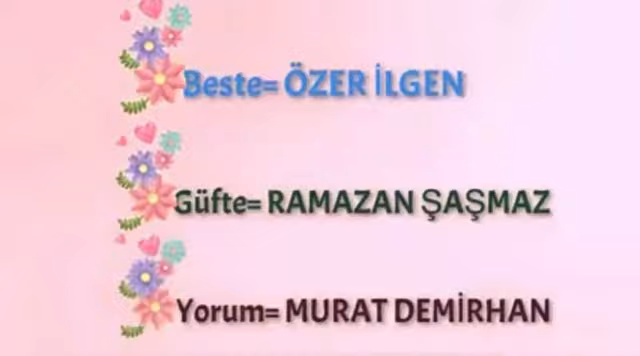 Beste= ÖZER İLGEN
Güfte= RAMAZAN ŞAŞMAZ
Yorum= MURAT DEMİRHAN